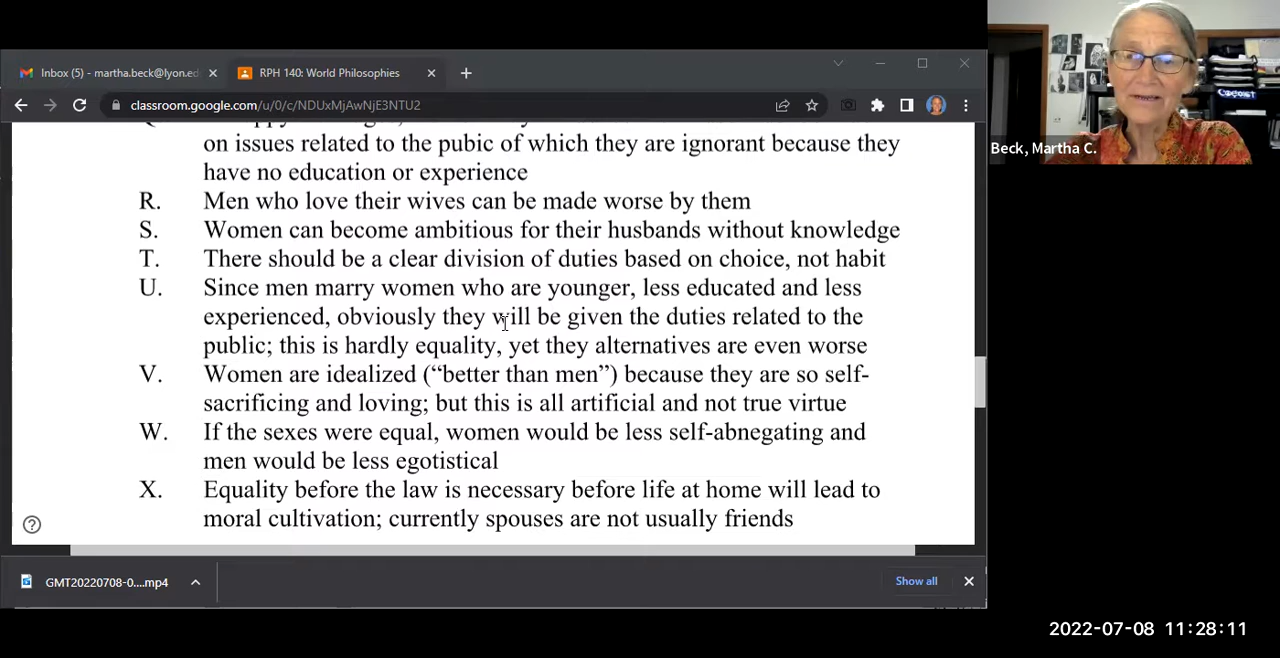 Inbox (5) - martha.beck@lyon.ed
RPH 140: World Philosophies
classroom.google.com/u/0/c/NDUxMjAwNjE3NTU2
on issues related to the pubic of which they are ignorant because they
have no education or experience
R. Men who love their wives can be made worse by them
S. Women can become ambitious for their husbands without knowledge
T. There should be a clear division of duties based on choice, not habit
U. Since men marry women who are younger, less educated and less
experienced, obviously they will be given the duties related to the
public; this is hardly equality, yet they alternatives are even worse
V. Women are idealized (“better than men”) because they are so self-
sacrificing and loving; but this is all artificial and not true virtue
W. If the sexes were equal, women would be less self-abnegating and
men would be less egotistical
X. Equality before the law is necessary before life at home will lead to
moral cultivation; currently spouses are not usually friends
GMT20220708-0....mp4
Show all
Beck, Martha C.
2022-07-08 11:28:11